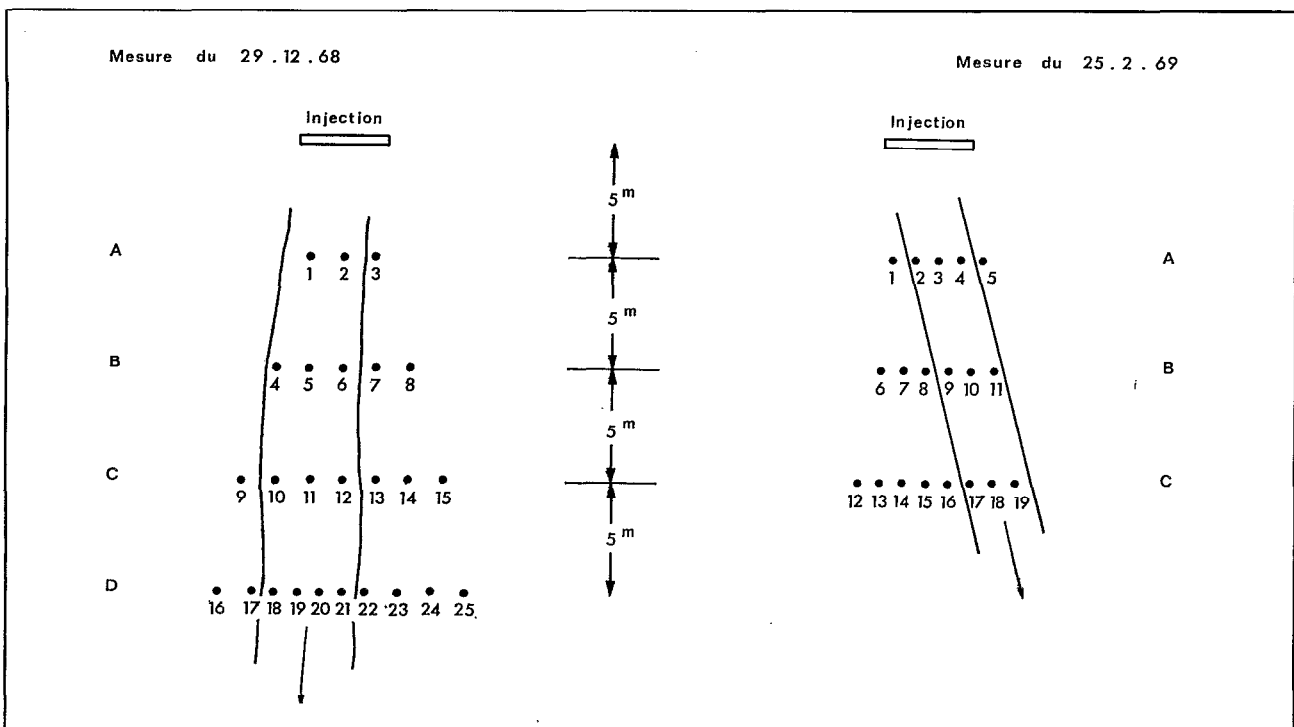 Mesure du 29.12.68
Mesure du 25.2.69
Injection
Injection
5 m
A
1 2 3
A
1 2 3 4 5
5 m
B
4 5 6 7 8
B
6 7 8 9 10 11
5 m
C
9 10 11 12 13 14 15
C
12 13 14 15 16 17 18 19
5 m
D
16 17 18 19 20 21 22 23 24 25